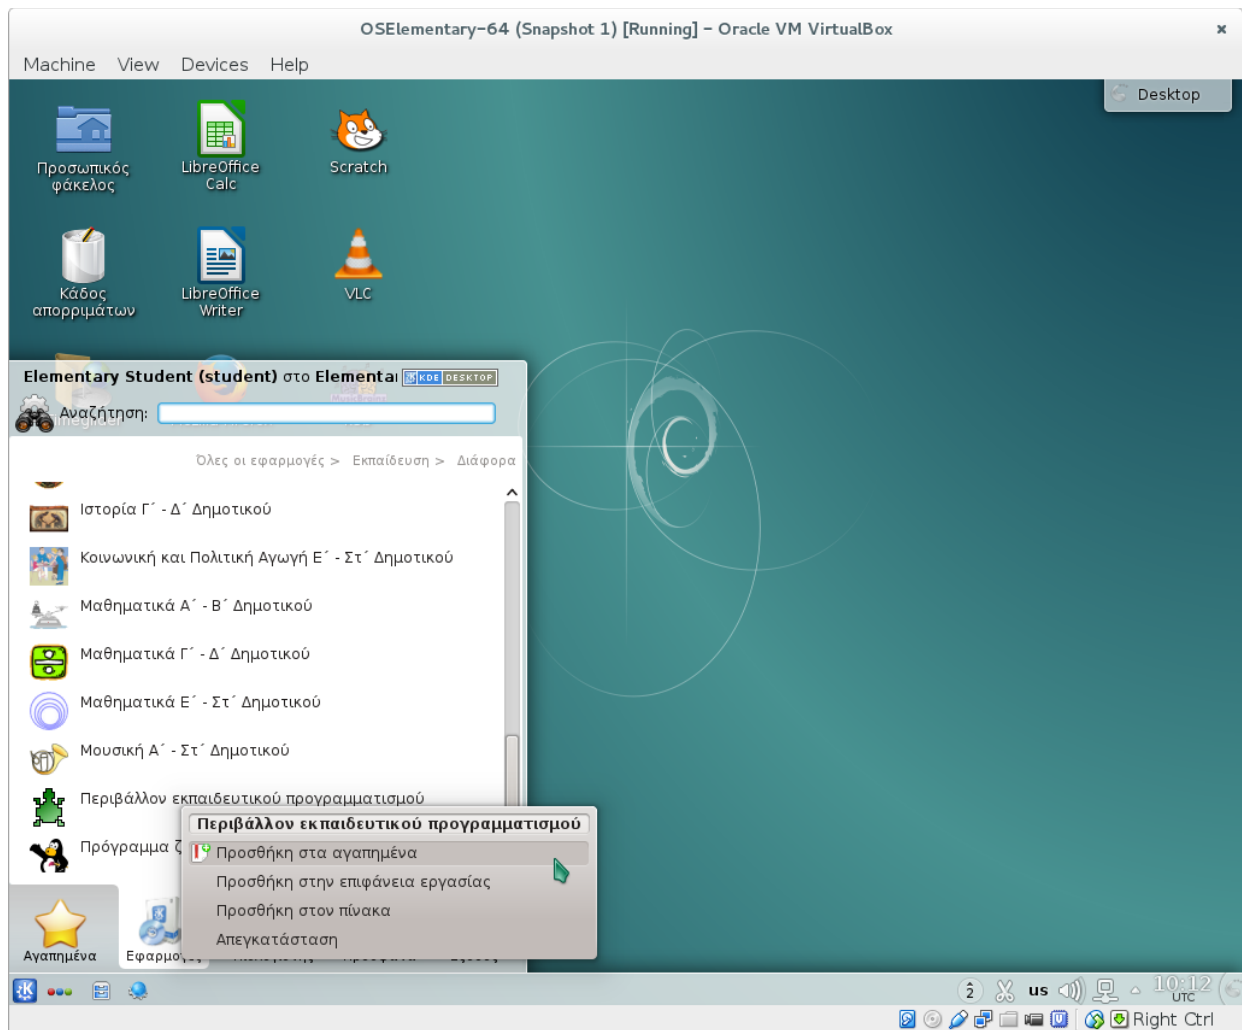 OSElementary-64 (Snapshot 1) [Running] - Oracle VM VirtualBox
Machine View Devices Help
Desktop
Προσωπικός
φάκελος
LibreOffice
Calc
Scratch
Κάδος
απορριμάτων
LibreOffice
Writer
VLC
Elementary Student (student) στο
KDE DESKTOP
Αναζήτηση:
Όλες οι εφαρμογές > Εκπαίδευση > Διάφορα
Ιστορία Γ΄ - Δ΄ Δημοτικού
Κοινωνική και Πολιτική Αγωγή Ε΄ - Στ΄ Δημοτικού
Μαθηματικά Α΄ - Β΄ Δημοτικού
Μαθηματικά Γ΄ - Δ΄ Δημοτικού
Μαθηματικά Ε΄ - Στ΄ Δημοτικού
Μουσική Α΄ - Στ΄ Δημοτικού
Περιβάλλον εκπαιδευτικού προγραμματισμού
Πρόγραμμα
Περιβάλλον εκπαιδευτικού προγραμματισμού
Προσθήκη στα αγαπημένα
Προσθήκη στην επιφάνεια εργασίας
Προσθήκη στον πίνακα
Απεγκατάσταση
Αγαπημένα
2 us 10:12
UTC
Right Ctrl